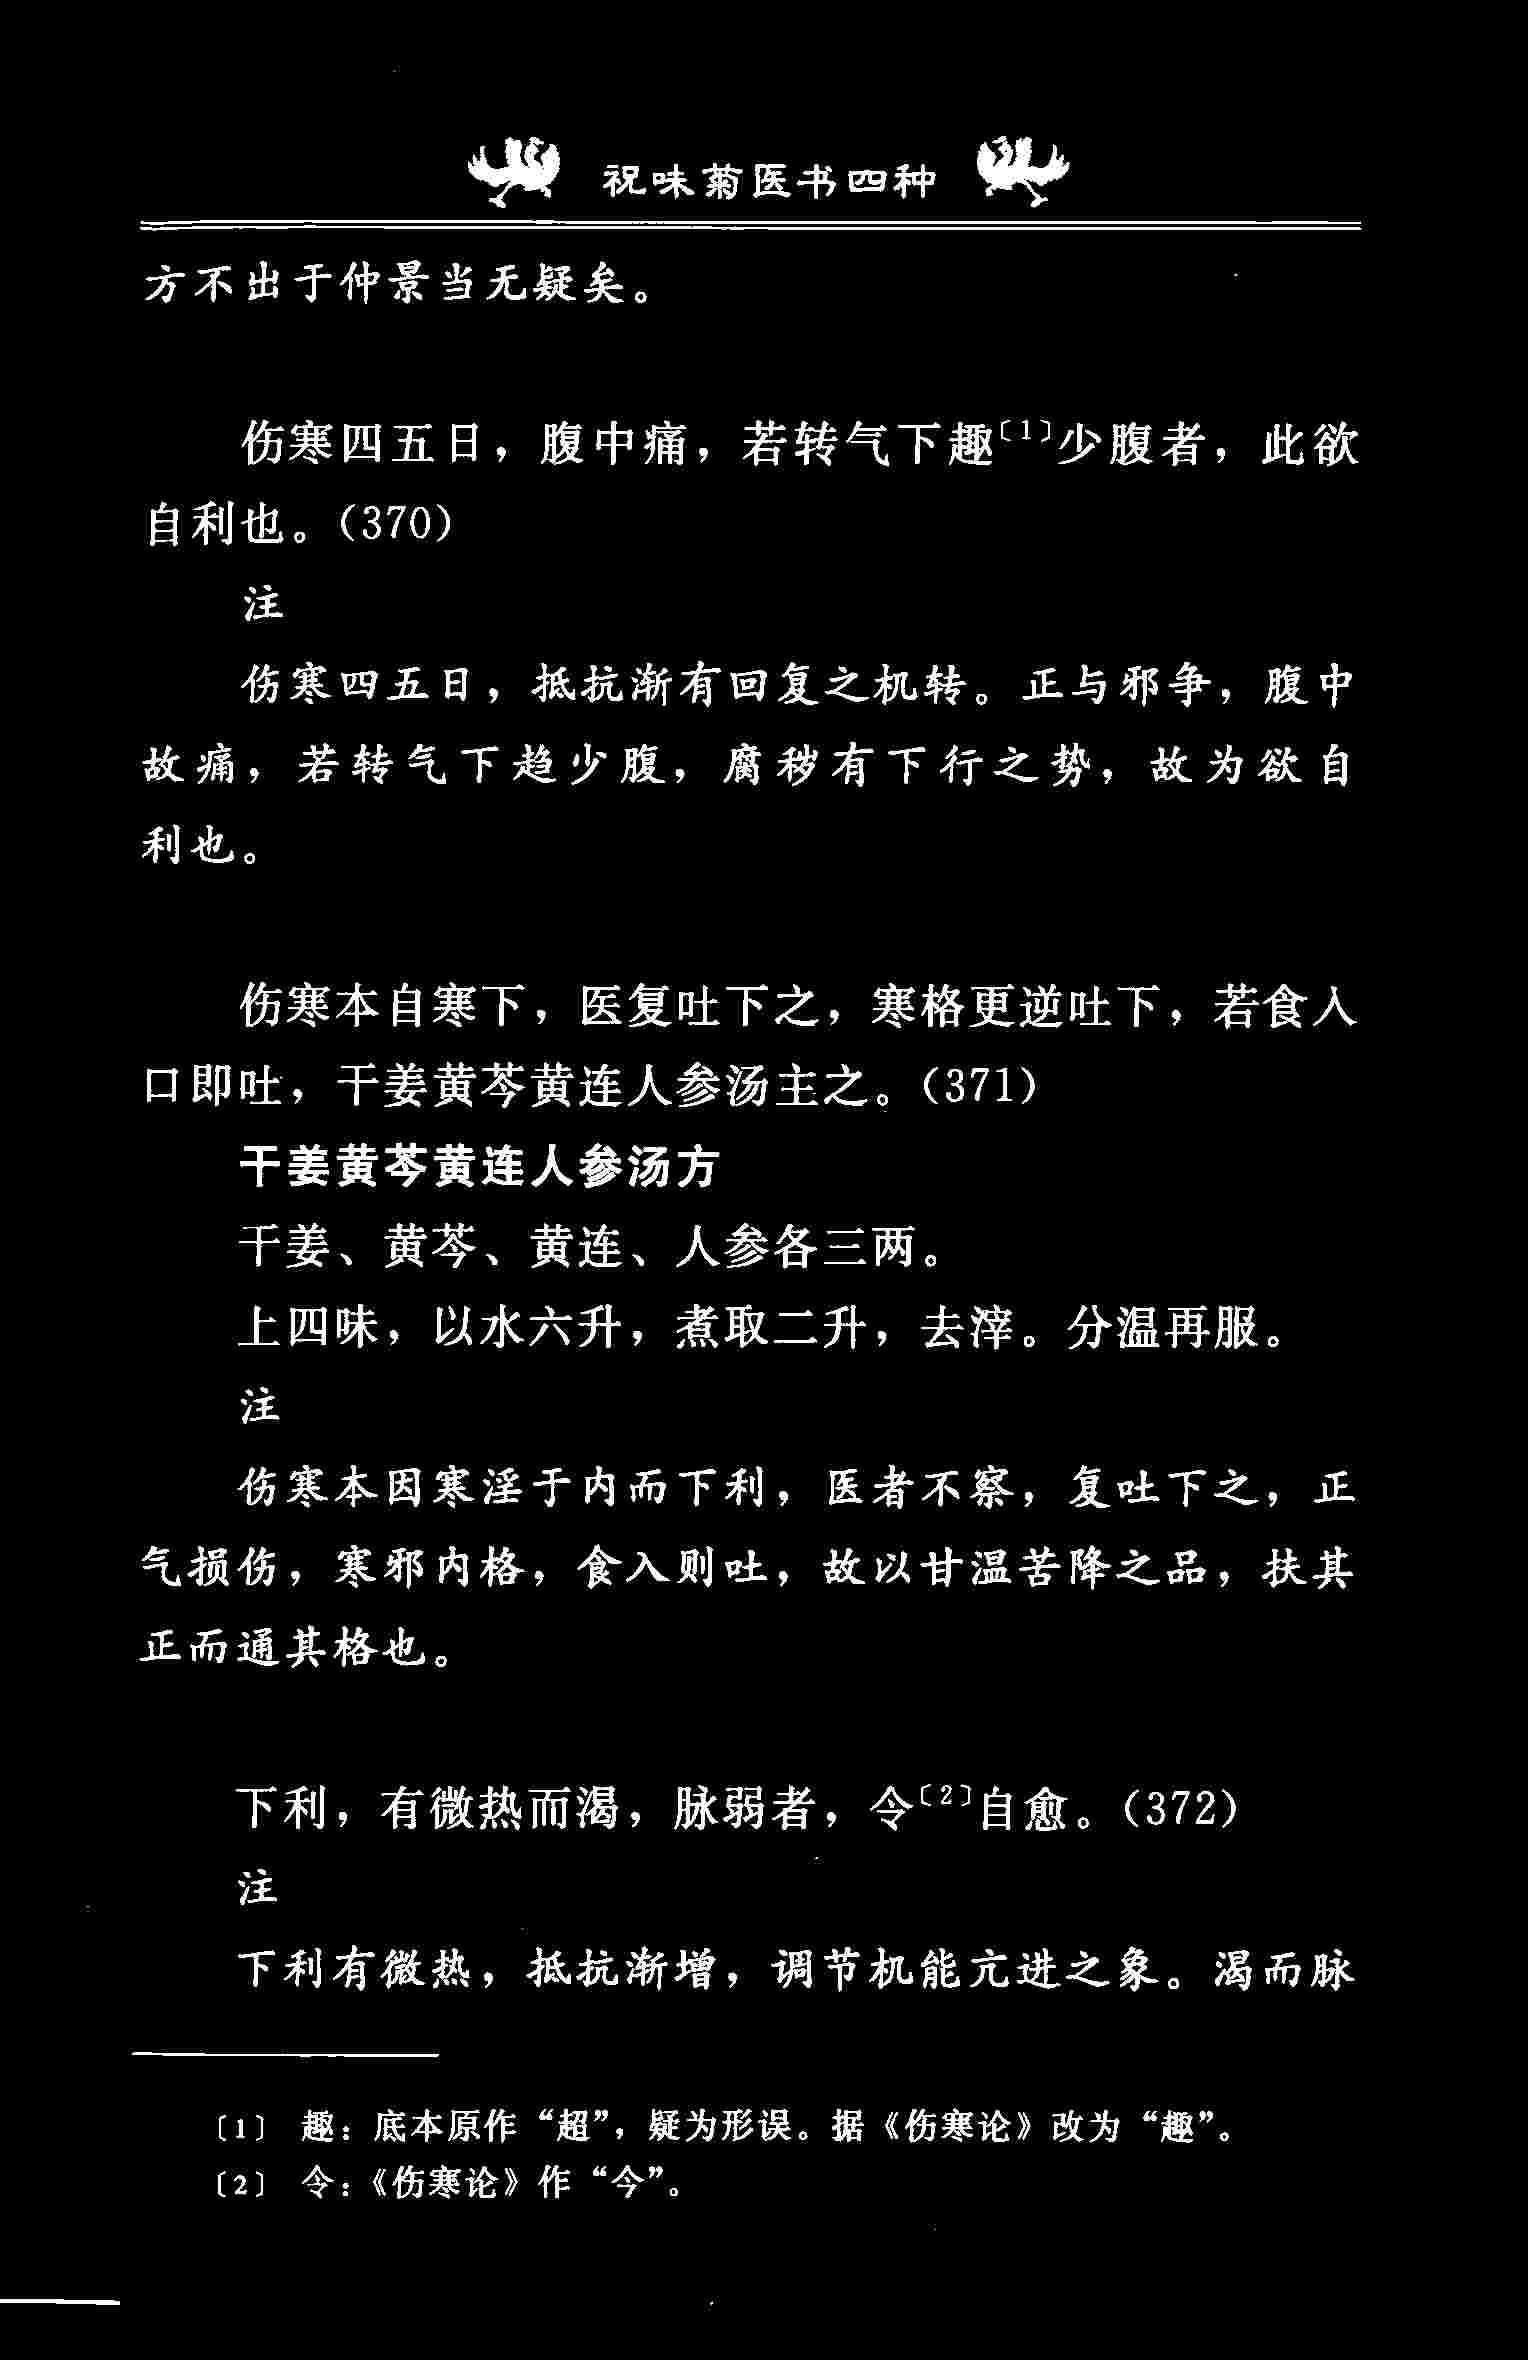 祝味菊医书四种
方不出于仲景当无疑矣。
伤寒四五日，腹中痛，若转气下趣〔1〕少腹者，此欲
自利也。（370）
注
伤寒四五日，抵抗渐有回复之机转。正与邪争，腹中
故痛，若转气下趋少腹，腐秽有下行之势，故为欲自
利也。
伤寒本自寒下，医复吐下之，寒格更逆吐下，若食入
口即吐，干姜黄芩黄连人参汤主之。（371）
干姜黄芩黄连人参汤方
干姜、黄芩、黄连、人参各三两。
上四味，以水六升，煮取二升，去滓。分温再服。
注
伤寒本因寒淫于内而下利，医者不察，复吐下之，正
气损伤，寒邪内格，食入则吐，故以甘温苦降之品，扶其
正而通其格也。
下利，有微热而渴，脉弱者，令〔2〕自愈。（372）
注
下利有微热，抵抗渐增，调节机能亢进之象。渴而脉
〔1〕 趣：底本原作“超”，疑为形误。据《伤寒论》改为“趣”。
〔2〕 令：《伤寒论》作“今”。